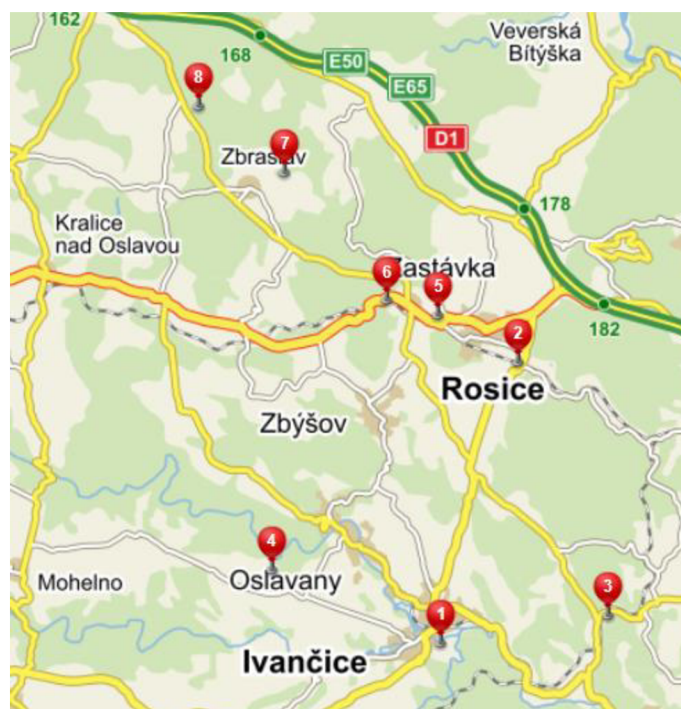 162
168
Veverská
Bítýška
E50
E65
8
D1
7
Zbraslav
178
Kralice
nad Oslavou
6
Zastávka
5
182
2
Rosice
Zbýšov
4
Oslavany
Mohelno
3
1
Ivančice